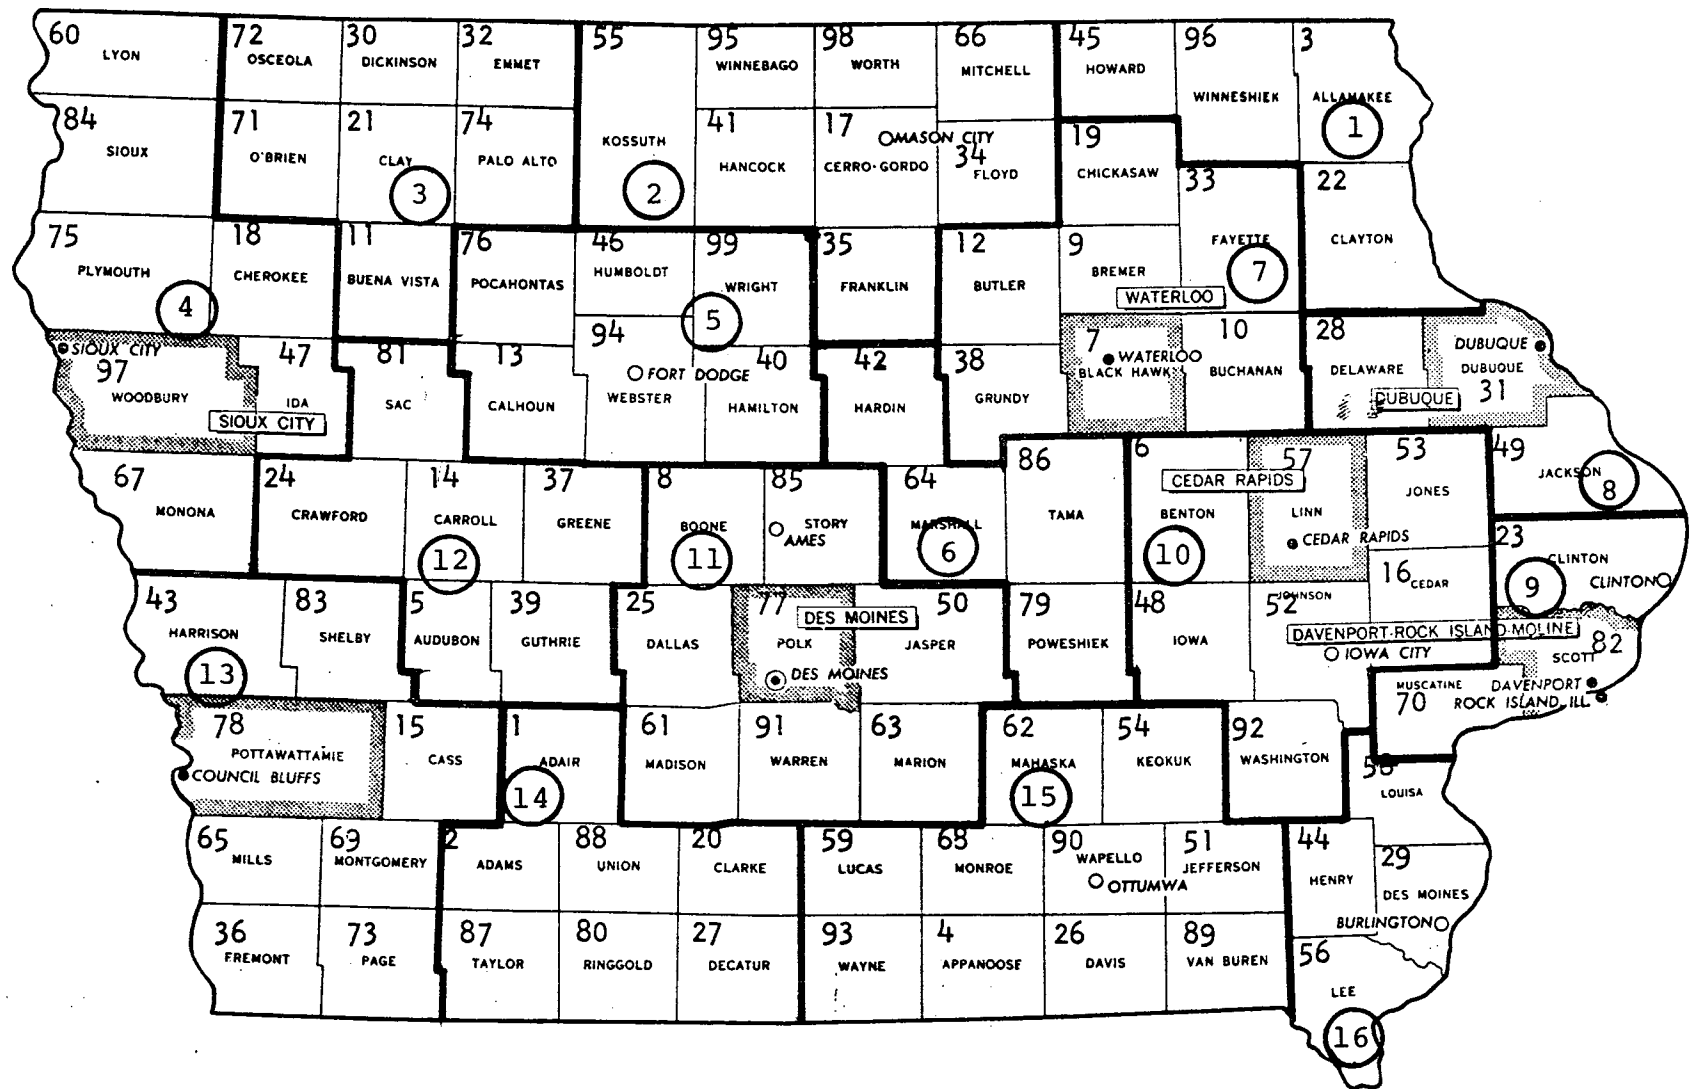 60 LYON
72 OSCEOLA
30 DICKINSON
32 EMMET
55 KOSSUTH
95 WINNEBAGO
98 WORTH
66 MITCHELL
45 HOWARD
96 WINNESHIEK
3 ALLAMAKEE
1
84 SIOUX
71 O'BRIEN
21 CLAY
3
74 PALO ALTO
2
41 HANCOCK
17 CERRO-GORDO
MASON CITY
34 FLOYD
19 CHICKASAW
33 FAYETTE
7
22 CLAYTON
75 PLYMOUTH
4
18 CHEROKEE
11 BUENA VISTA
76 POCAHONTAS
46 HUMBOLDT
99 WRIGHT
5
35 FRANKLIN
12 BUTLER
9 BREMER
WATERLOO
SIOUX CITY
97 WOODBURY
SIOUX CITY
47 IDA
81 SAC
13 CALHOUN
94
FORT DODGE
WEBSTER
40 HAMILTON
42 HARDIN
38 GRUNDY
7
WATERLOO
BLACK HAWK
10 BUCHANAN
28 DELAWARE
DUBUQUE
DUBUQUE
DUBUQUE
31
67 MONONA
24 CRAWFORD
14 CARROLL
12
37 GREENE
8 BOONE
11
85 STORY
AMES
64 MARSHALL
6
86 TAMA
6 BENTON
CEDAR RAPIDS
10
57 LINN
CEDAR RAPIDS
53 JONES
49 JACKSON
8
23 CLINTON
CLINTON
9
16 CEDAR
43 HARRISON
13
83 SHELBY
5 AUDUBON
39 GUTHRIE
25 DALLAS
77 POLK
DES MOINES
DES MOINES
50 JASPER
79 POWESHIEK
48 IOWA
52 JOHNSON
DAVENPORT-ROCK ISLAND-MOLINE
IOWA CITY
SCOTT 82
MUSCATINE
70
DAVENPORT
ROCK ISLAND, ILL.
78 POTTAWATTAMIE
COUNCIL BLUFFS
15 CASS
1 ADAIR
14
61 MADISON
91 WARREN
63 MARION
62 MAHASKA
15
54 KEOKUK
92 WASHINGTON
LOUISA
65 MILLS
69 MONTGOMERY
2 ADAMS
88 UNION
20 CLARKE
59 LUCAS
68 MONROE
90 WAPELLO
OTTUMWA
51 JEFFERSON
44 HENRY
29 DES MOINES
BURLINGTON
36 FREMONT
73 PAGE
87 TAYLOR
80 RINGGOLD
27 DECATUR
93 WAYNE
4 APPANOOSE
26 DAVIS
89 VAN BUREN
56 LEE
16